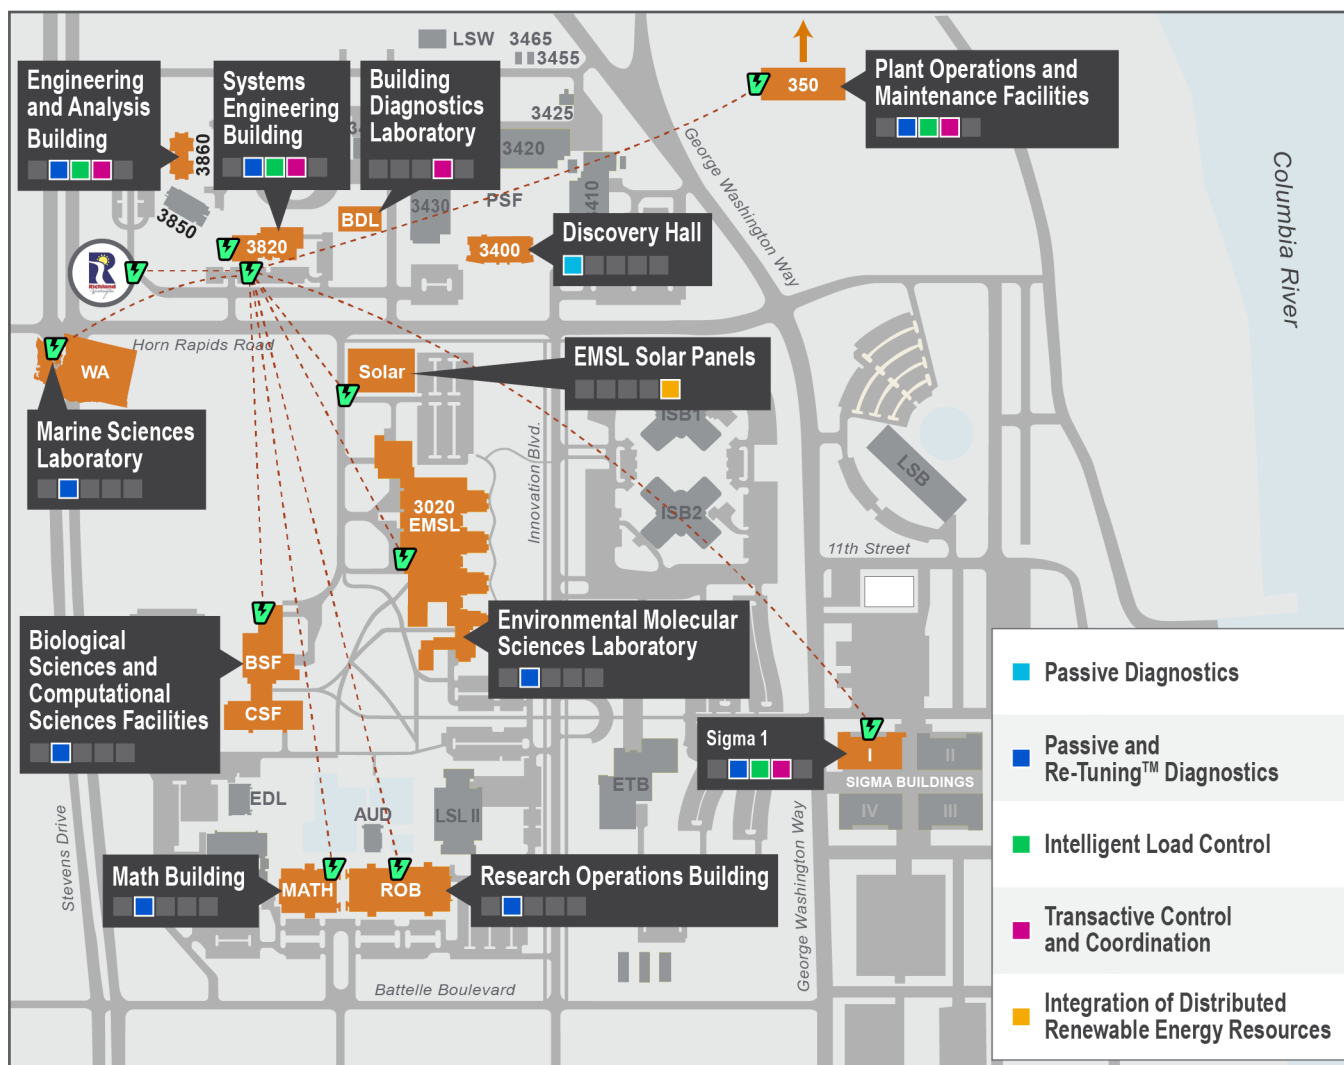 LSW
3465
3455
Engineering
and Analysis
Building
Systems
Engineering
Building
Building
Diagnostics
Laboratory
350
Plant Operations and
Maintenance Facilities
3425
3420
3860
3850
3430
PSF
3410
BDL
3820
3400
Discovery Hall
George Washington Way
Columbia River
Richland
Horn Rapids Road
WA
Solar
EMSL Solar Panels
Marine Sciences
Laboratory
ISB1
ISB2
LSB
Innovation Blvd.
3020
EMSL
11th Street
Environmental Molecular
Sciences Laboratory
Biological
Sciences and
Computational
Sciences Facilities
BSF
CSF
Sigma 1
I
II
SIGMA BUILDINGS
IV
III
ETB
EDL
AUD
LSL II
Stevens Drive
George Washington Way
Math Building
MATH
ROB
Research Operations Building
Battelle Boulevard
Passive Diagnostics
Passive and
Re-Tuning™ Diagnostics
Intelligent Load Control
Transactive Control
and Coordination
Integration of Distributed
Renewable Energy Resources